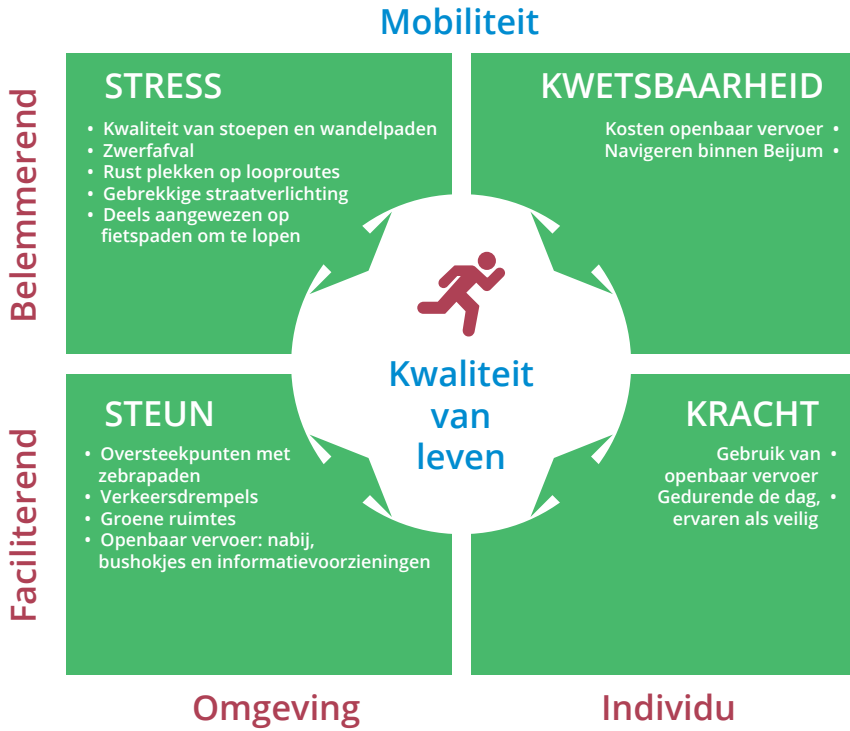 Mobiliteit
Belemmerend
STRESS
• Kwaliteit van stoepen en wandelpaden
• Zwerfafval
• Rust plekken op looproutes
• Gebrekkige straatverlichting
• Deels aangewezen op
fietspaden om te lopen
KWETSBAARHEID
Kosten openbaar vervoer •
Navigeren binnen Beijum •
Kwaliteit
van
leven
Faciliterend
STEUN
• Oversteekpunten met
zebrapaden
• Verkeersdrempels
• Groene ruimtes
• Openbaar vervoer: nabij,
bushokjes en informatievoorzieningen
KRACHT
Gebruik van •
openbaar vervoer
Gedurende de dag, •
ervaren als veilig
Omgeving
Individu